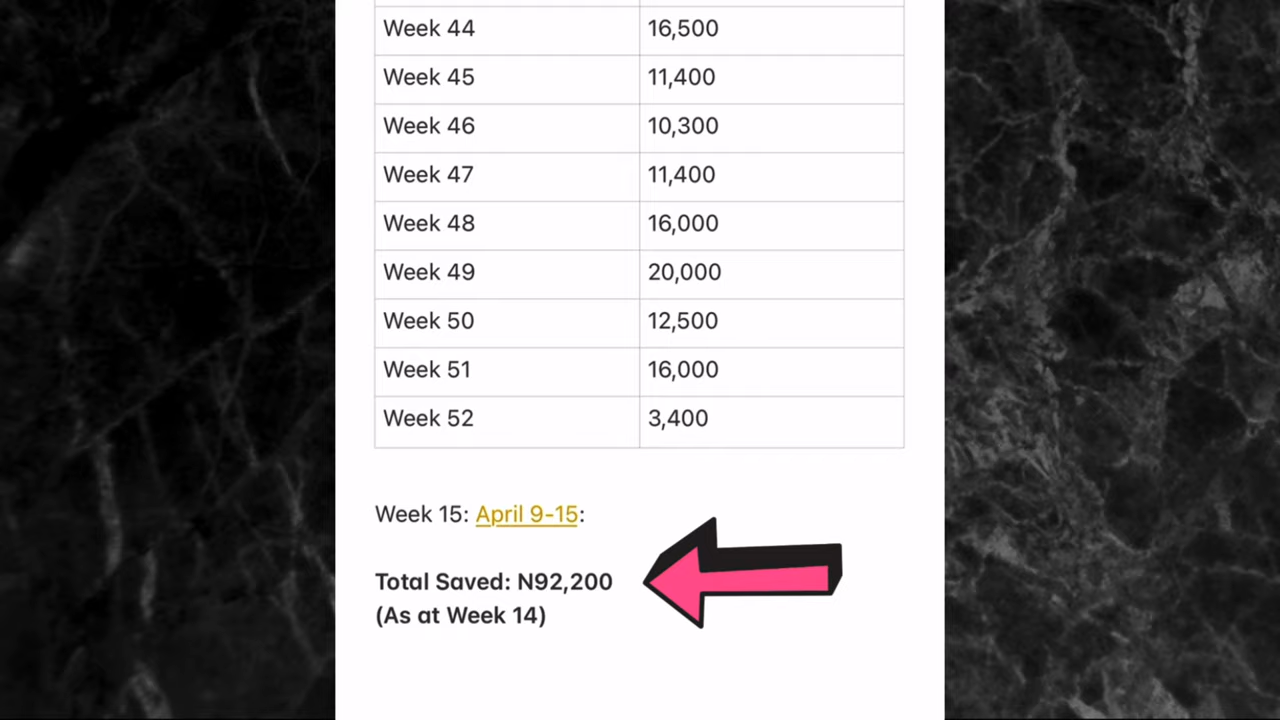 Week 44 16,500
Week 45 11,400
Week 46 10,300
Week 47 11,400
Week 48 16,000
Week 49 20,000
Week 50 12,500
Week 51 16,000
Week 52 3,400
Week 15: April 9-15:
Total Saved: N92,200
(As at Week 14)